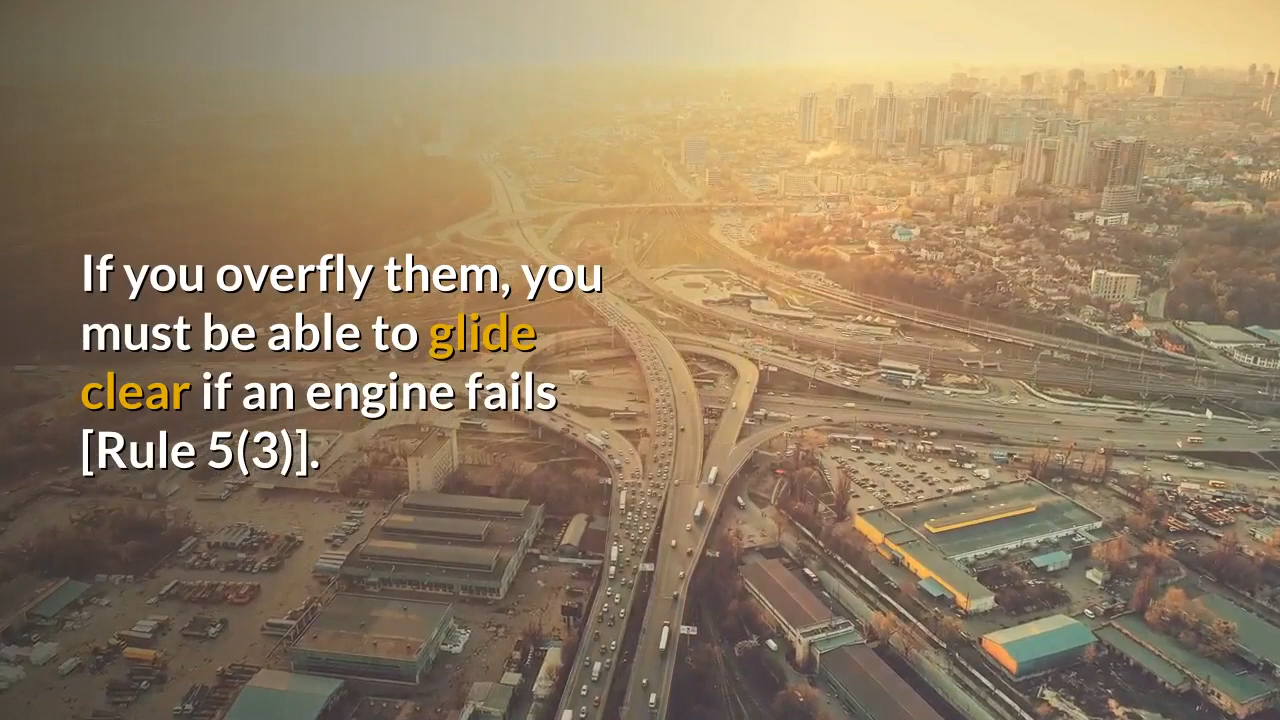 If you overfly them, you
must be able to glide
clear if an engine fails
[Rule 5(3)].